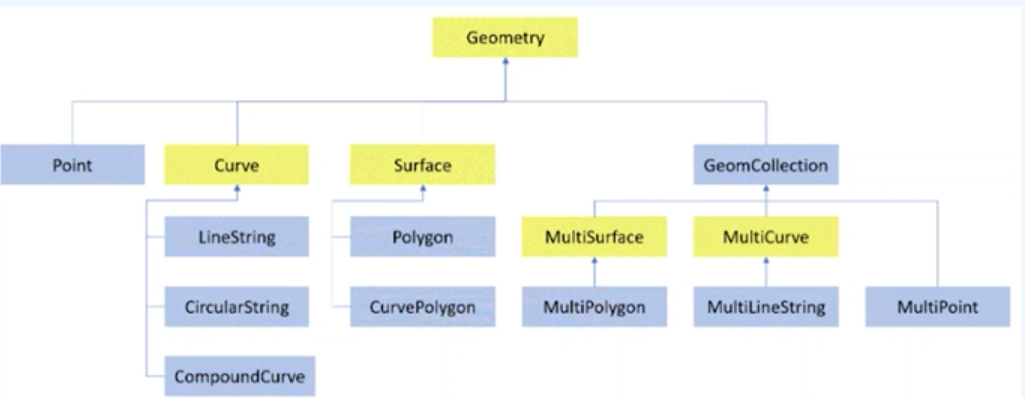 Geometry
Point
Curve
Surface
GeomCollection
LineString
Polygon
MultiSurface
MultiCurve
CircularString
CurvePolygon
MultiPolygon
MultiLineString
MultiPoint
CompoundCurve